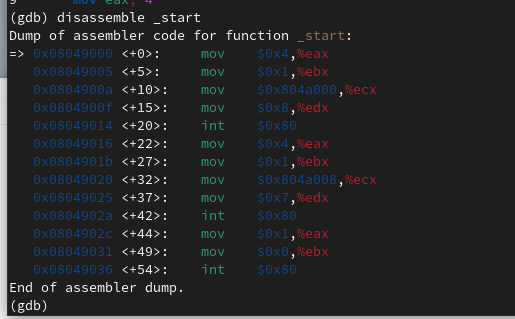 9 mov eax, 4
(gdb) disassemble _start
Dump of assembler code for function _start:
=> 0x08049000 <+0>: mov $0x4,%eax
0x08049005 <+5>: mov $0x1,%ebx
0x0804900a <+10>: mov $0x804a000,%ecx
0x0804900f <+15>: mov $0x8,%edx
0x08049014 <+20>: int $0x80
0x08049016 <+22>: mov $0x4,%eax
0x0804901b <+27>: mov $0x1,%ebx
0x08049020 <+32>: mov $0x804a008,%ecx
0x08049025 <+37>: mov $0x7,%edx
0x0804902a <+42>: int $0x80
0x0804902c <+44>: mov $0x1,%eax
0x08049031 <+49>: mov $0x0,%ebx
0x08049036 <+54>: int $0x80
End of assembler dump.
(gdb)